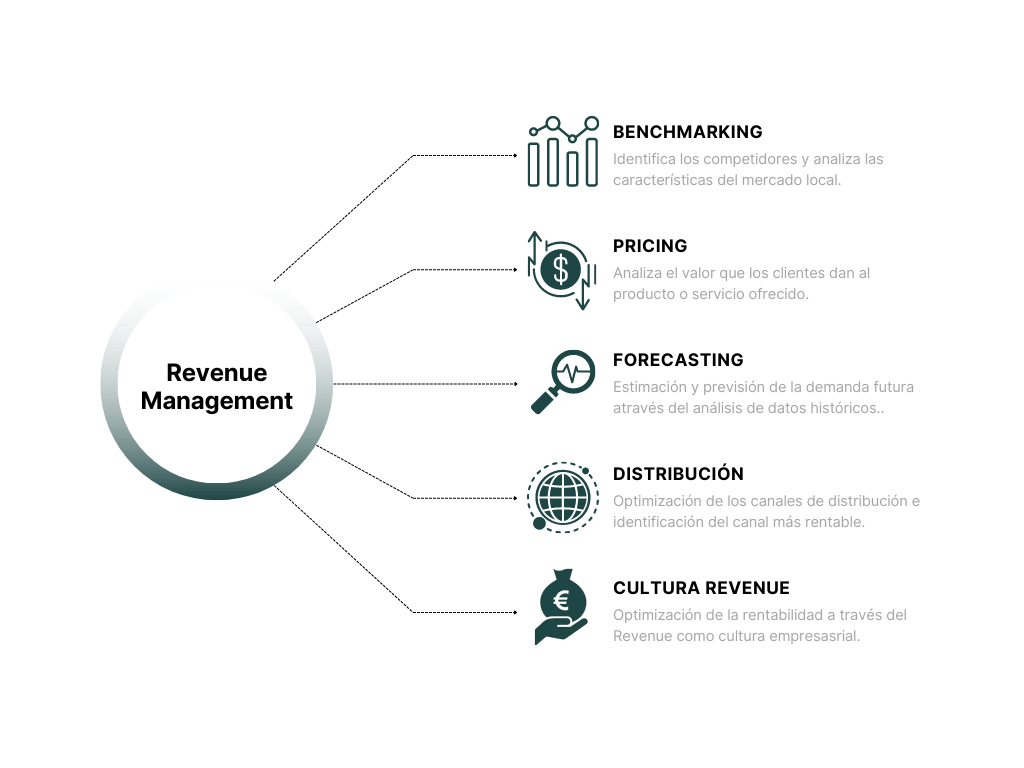 Revenue
Management
BENCHMARKING
Identifica los competidores y analiza las
características del mercado local.
PRICING
$
Analiza el valor que los clientes dan al
producto o servicio ofrecido.
FORECASTING
Estimación y previsión de la demanda futura
através del análisis de datos históricos..
DISTRIBUCIÓN
Optimización de los canales de distribución e
identificación del canal más rentable.
CULTURA REVENUE
€
Optimización de la rentabilidad a través del
Revenue como cultura empresasrial.